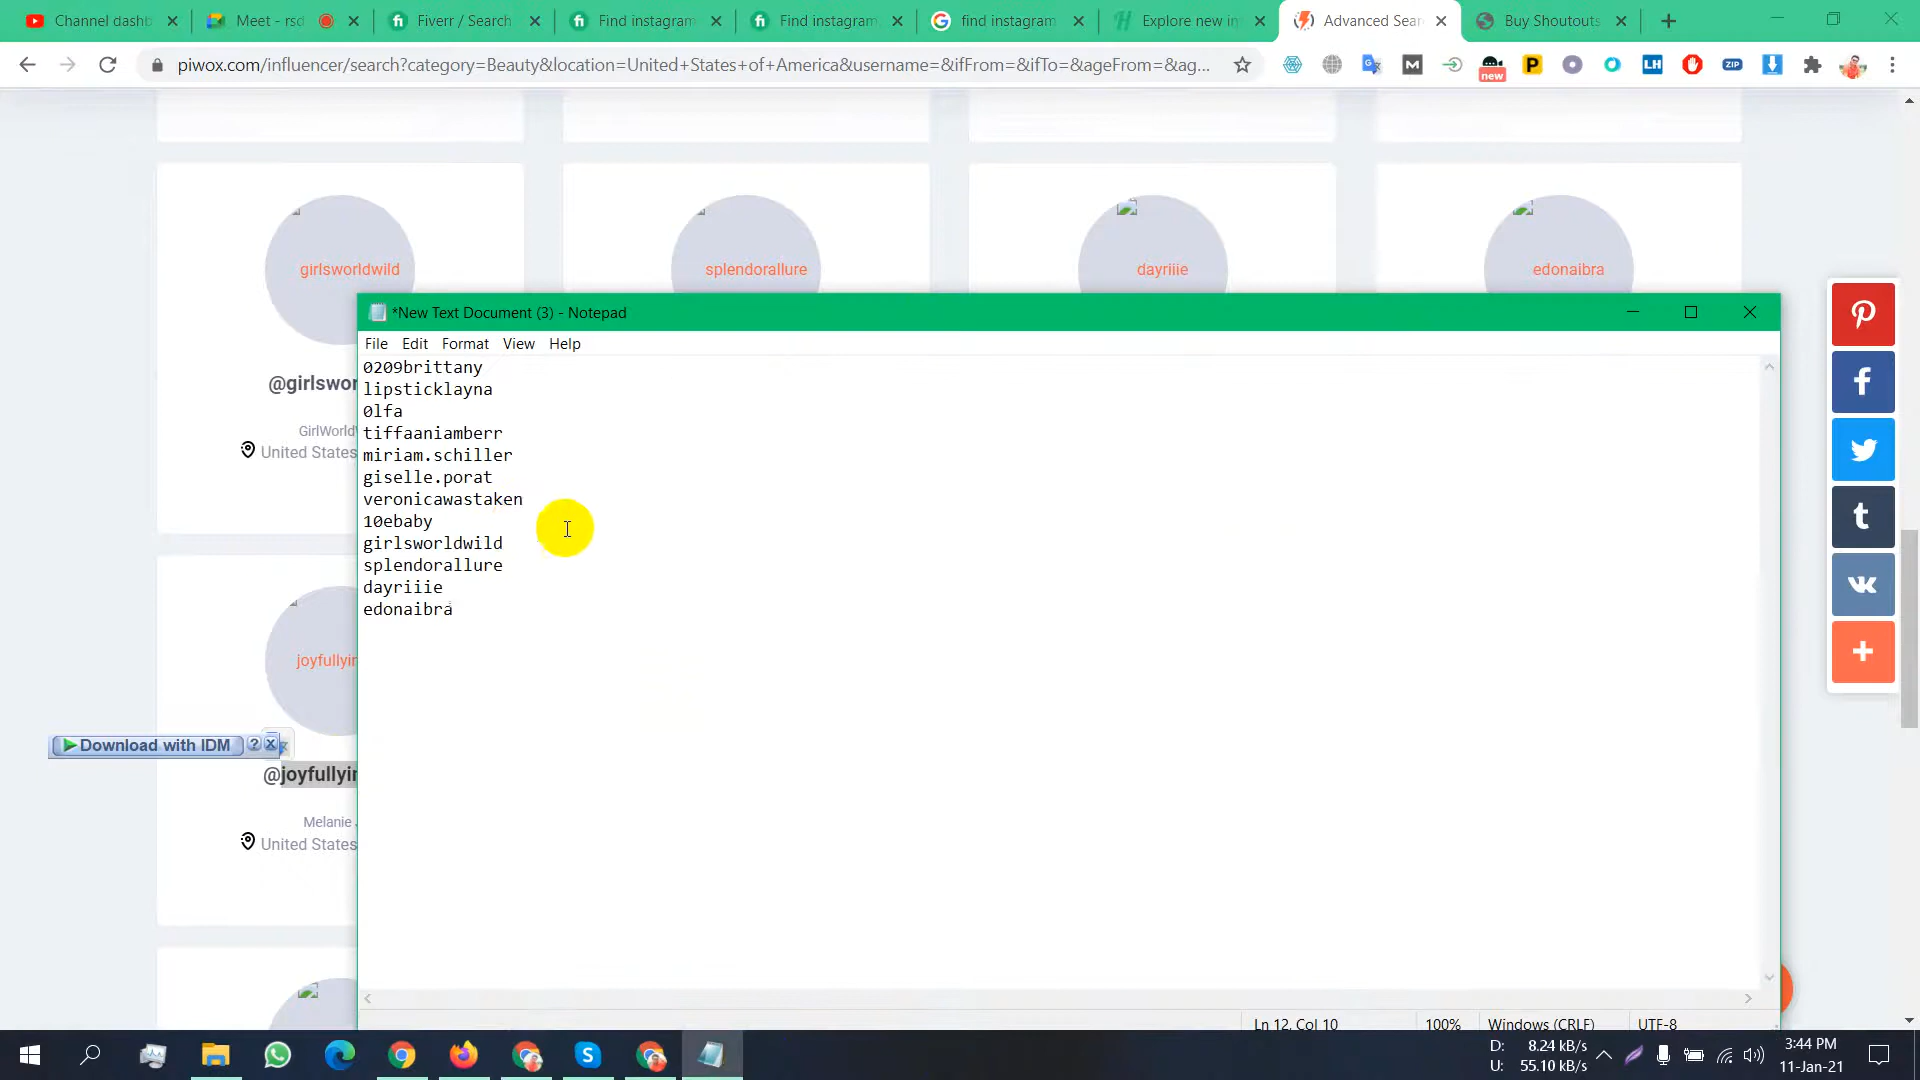 Channel dashb
Meet - rsd
Fiverr / Search
Find instagram
Find instagram
find instagram
Explore new in
Advanced Sear
Buy Shoutouts
piwox.com/influencer/search?category=Beauty&location=United+States+of+America&username=&ifFrom=&ifTo=&ageFrom=&ag...
new
ZIP
girlsworldwild
splendorallure
dayriiie
edonaibra
*New Text Document (3) - Notepad
File Edit Format View Help
0209brittany
lipsticklayna
0lfa
tiffaaniamberr
miriam.schiller
giselle.porat
veronicawastaken
10ebaby
girlsworldwild
splendorallure
dayriiie
edonaibra
@girlswor
GirlWorld
United States
joyfullyin
Download with IDM
@joyfullyin
Melanie
United States
Ln 12, Col 10
100%
Windows (CRLF)
UTF-8
D: 8.24 kB/s
U: 55.10 kB/s
3:44 PM
11-Jan-21